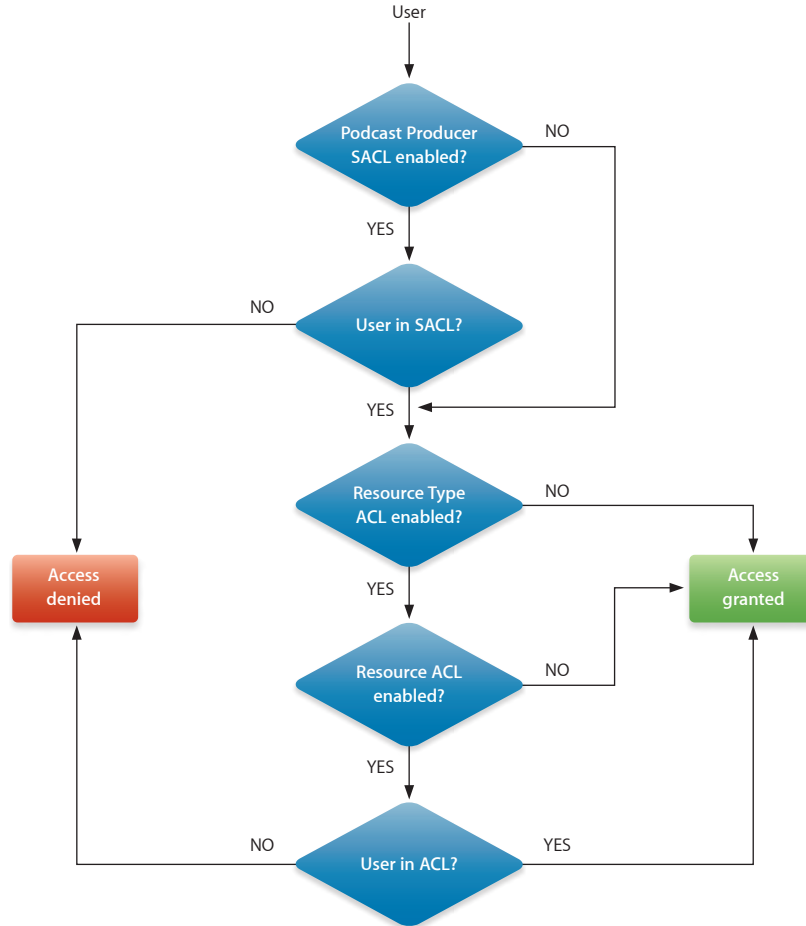 User
Podcast Producer
SACL enabled?
NO
YES
User in SACL?
NO
YES
Resource Type
ACL enabled?
NO
Access
denied
Access
granted
YES
Resource ACL
enabled?
NO
YES
NO
User in ACL?
YES